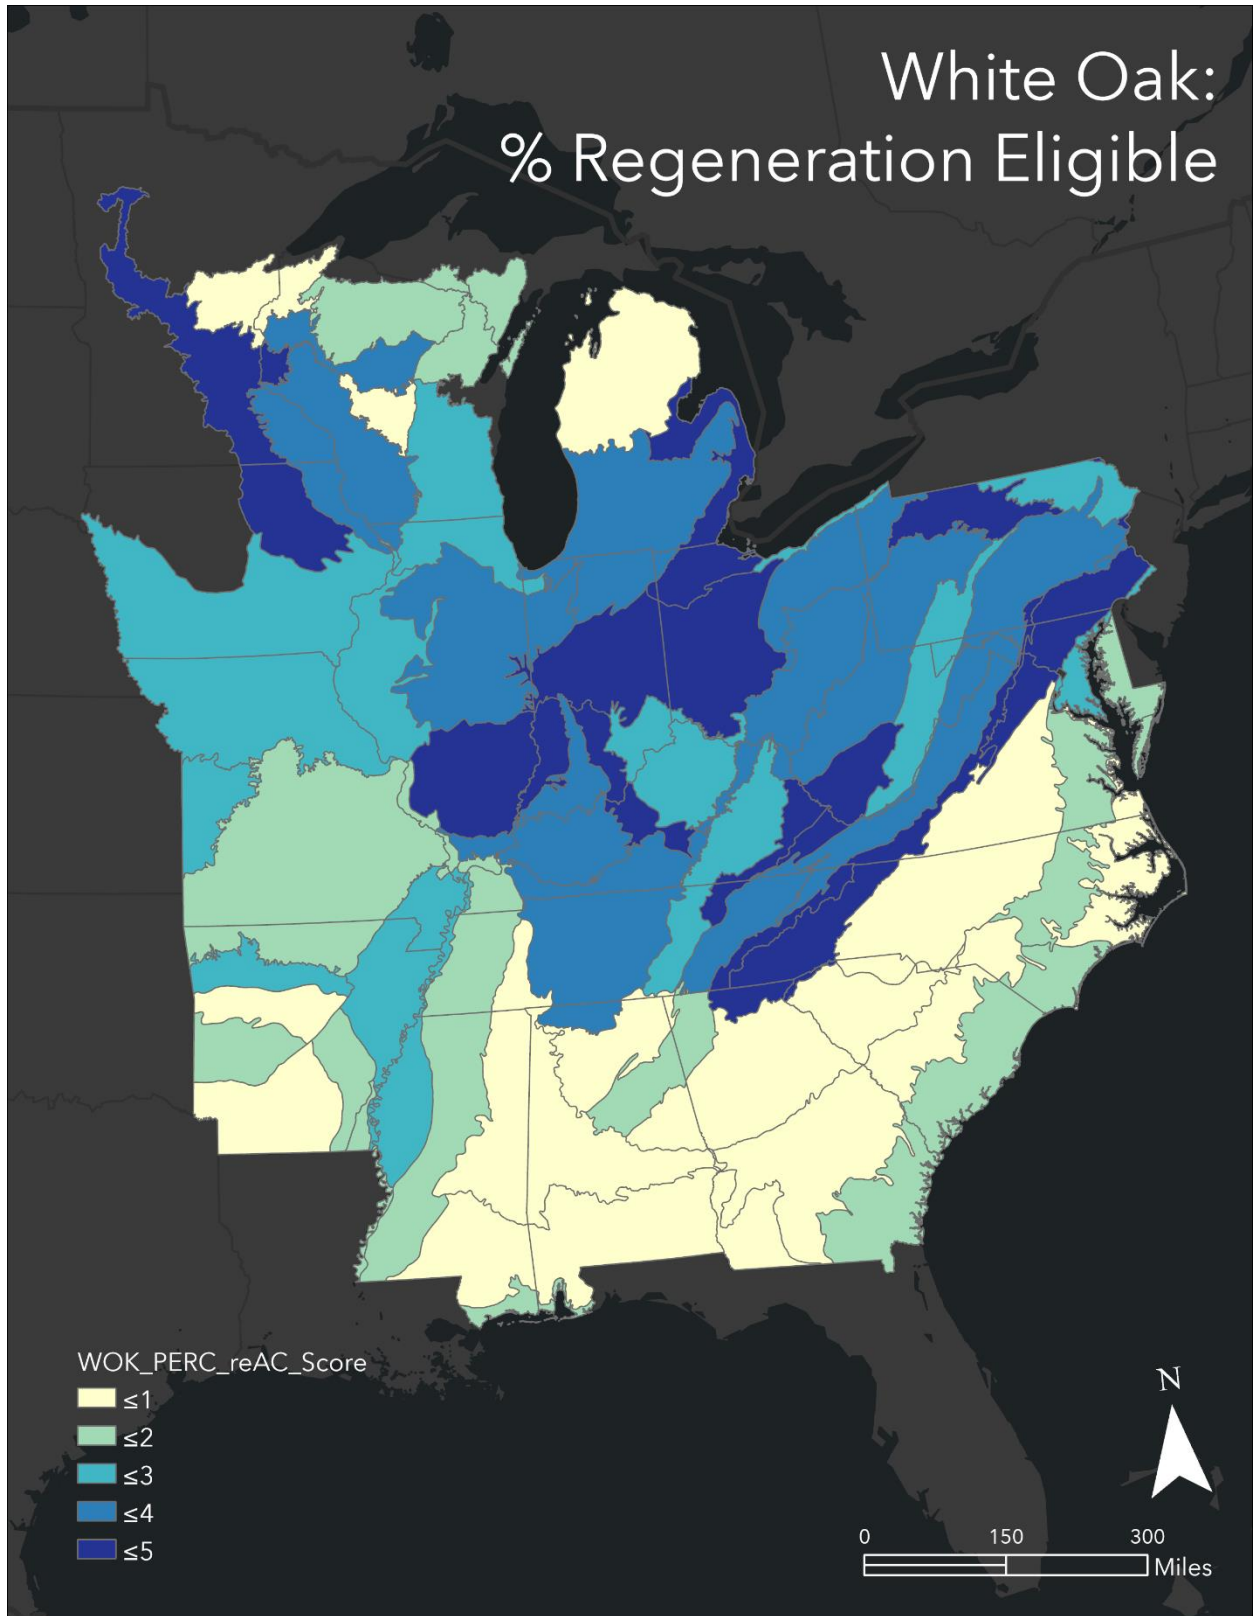 White Oak:
% Regeneration Eligible
WOK_PERC_reAC_Score
≤1
≤2
≤3
≤4
≤5
N
0 150 300
Miles